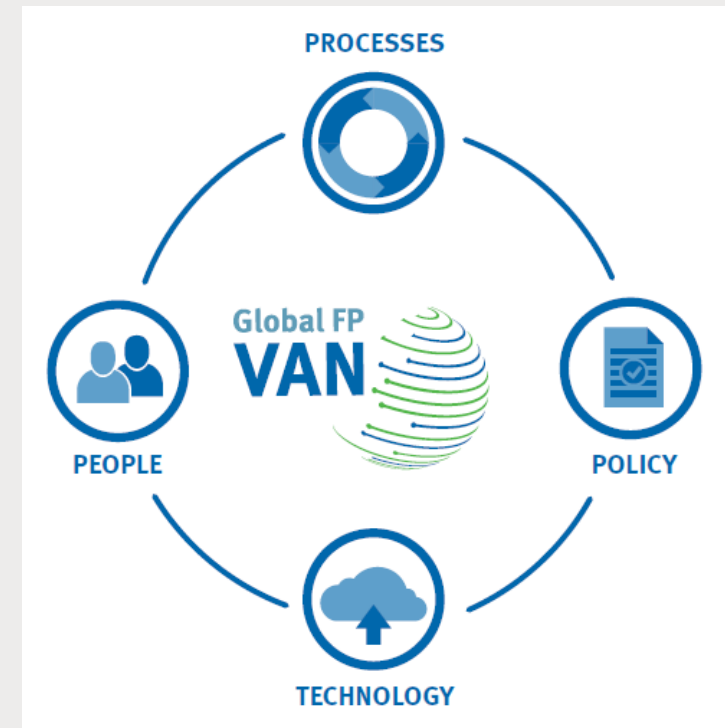 PROCESSES
Global FP
VAN
PEOPLE
POLICY
TECHNOLOGY